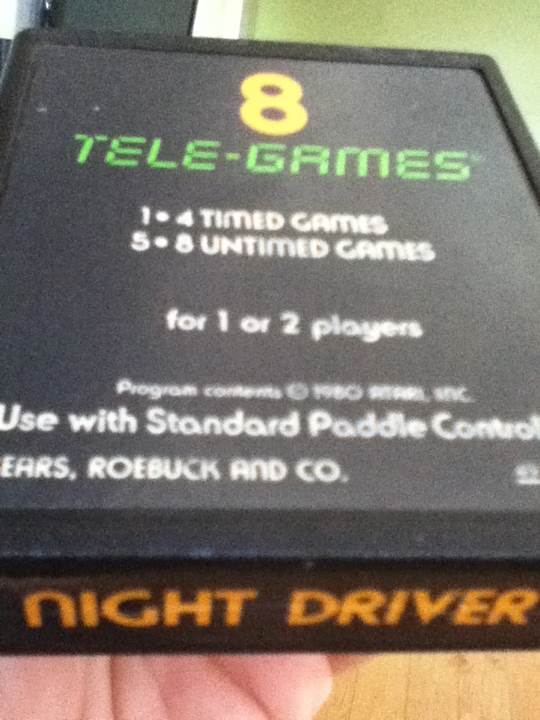 8
TELE-GAMES
1•4 TIMED GAMES
5•8 UNTIMED GAMES
for 1 or 2 players
Program contents © 1980 ATARI, INC.
Use with Standard Paddle Control
EARS, ROEBUCK AND CO.
NIGHT DRIVER